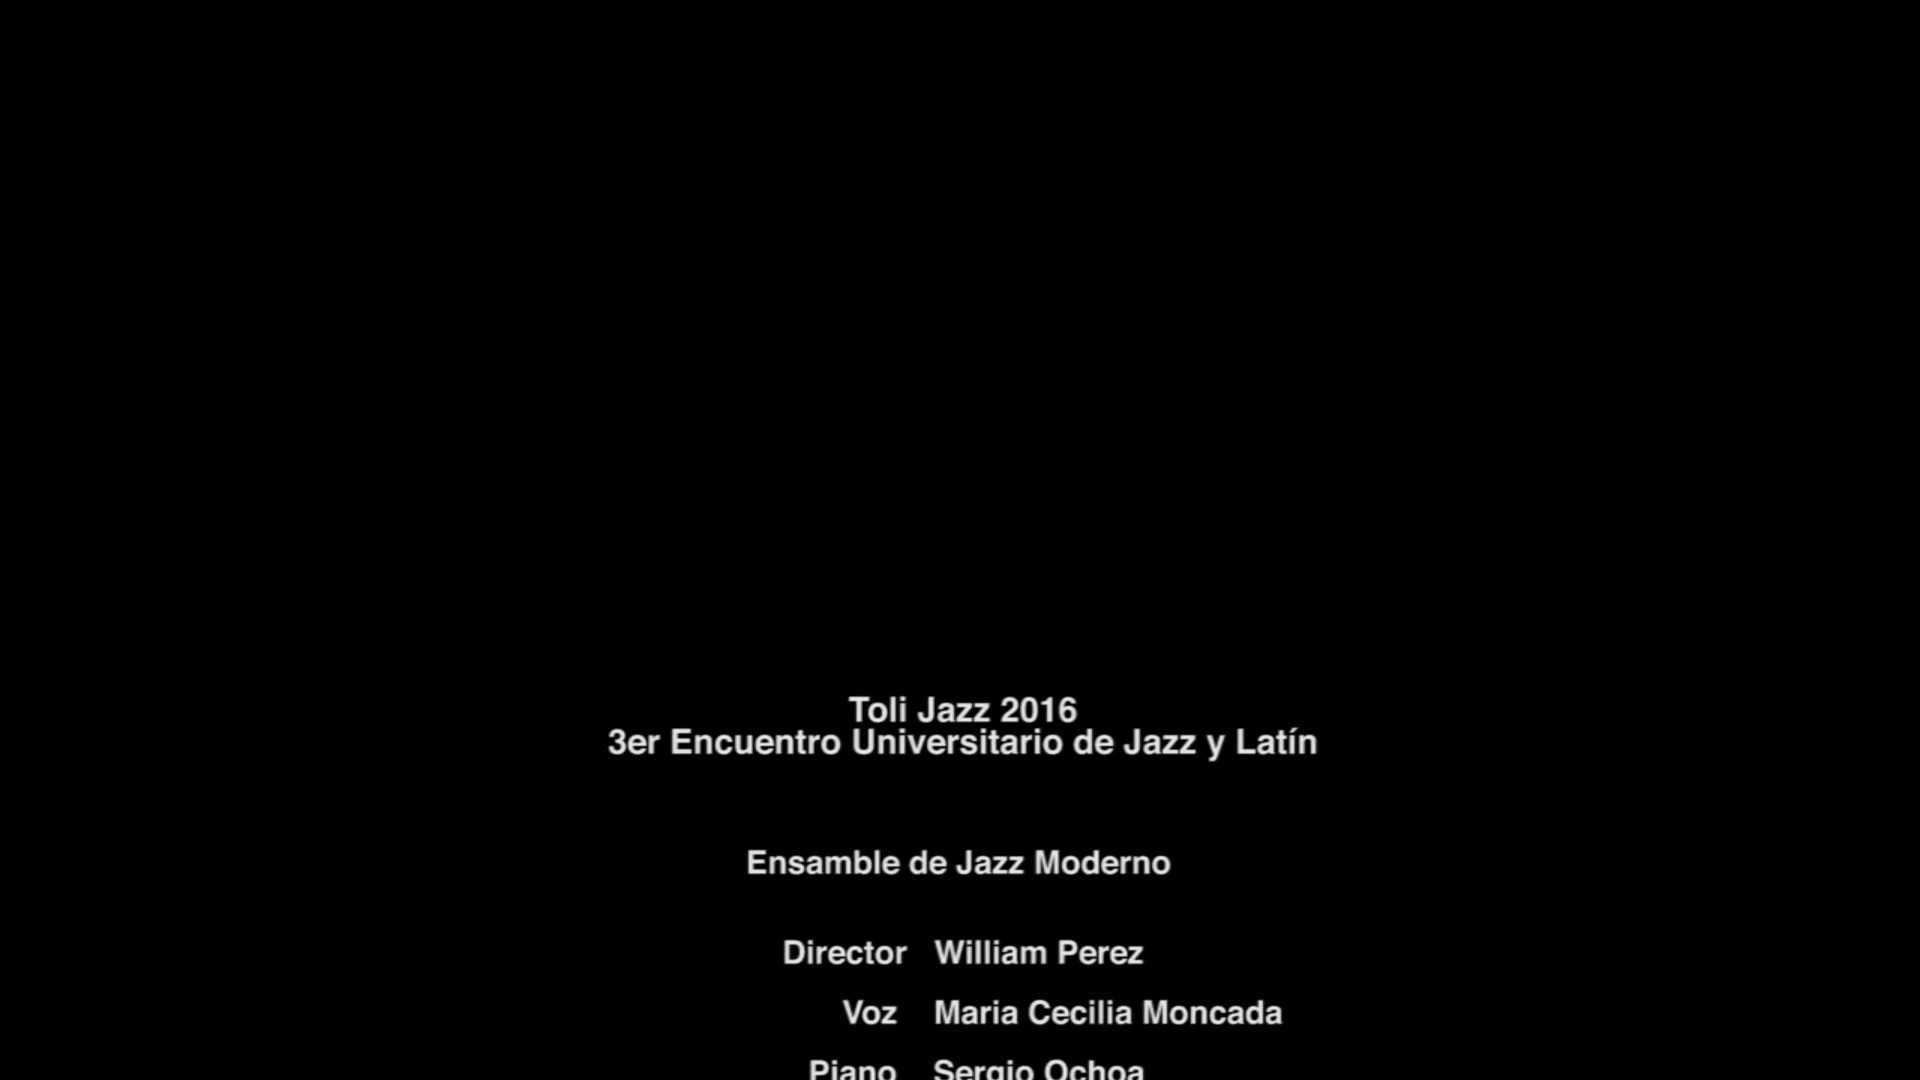 Toli Jazz 2016
3er Encuentro Universitario de Jazz y Latín
Ensamble de Jazz Moderno
Director William Perez
Voz Maria Cecilia Moncada
Piano Sergio Ochoa